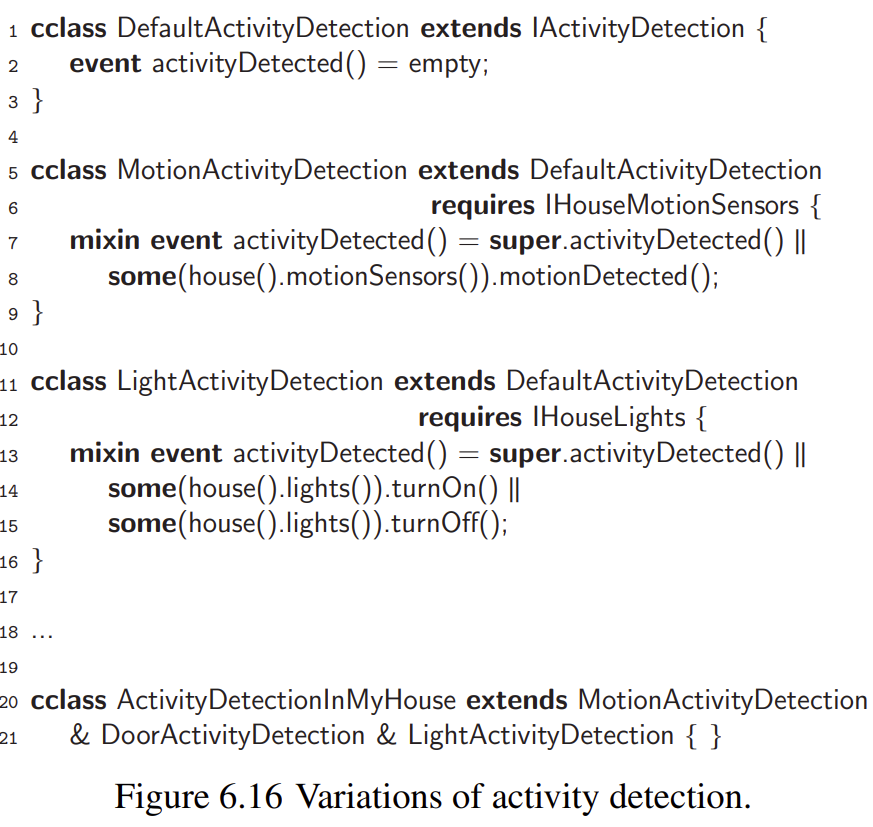 1 cclass DefaultActivityDetection extends IActivityDetection {
2 event activityDetected() = empty;
3 }
4
5 cclass MotionActivityDetection extends DefaultActivityDetection
6 requires IHouseMotionSensors {
7 mixin event activityDetected() = super.activityDetected() ||
8 some(house().motionSensors()).motionDetected();
9 }
10
11 cclass LightActivityDetection extends DefaultActivityDetection
12 requires IHouseLights {
13 mixin event activityDetected() = super.activityDetected() ||
14 some(house().lights()).turnOn() ||
15 some(house().lights()).turnOff();
16 }
17
18 ...
19
20 cclass ActivityDetectionInMyHouse extends MotionActivityDetection
21 & DoorActivityDetection & LightActivityDetection { }
Figure 6.16 Variations of activity detection.